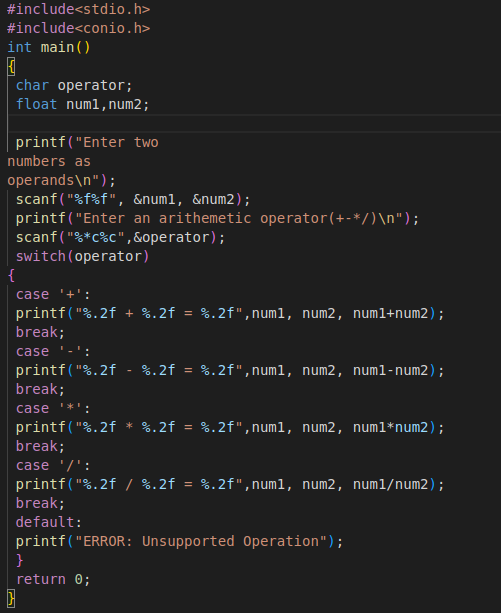 #include<stdio.h>
#include<conio.h>
int main()
{
char operator;
float num1,num2;
printf("Enter two
numbers as
operands\n");
scanf("%f%f", &num1, &num2);
printf("Enter an arithemetic operator(+-*/)\n");
scanf("%*c%c",&operator);
switch(operator)
{
case '+':
printf("%.2f + %.2f = %.2f",num1, num2, num1+num2);
break;
case '-':
printf("%.2f - %.2f = %.2f",num1, num2, num1-num2);
break;
case '*':
printf("%.2f * %.2f = %.2f",num1, num2, num1*num2);
break;
case '/':
printf("%.2f / %.2f = %.2f",num1, num2, num1/num2);
break;
default:
printf("ERROR: Unsupported Operation");
}
return 0;
}